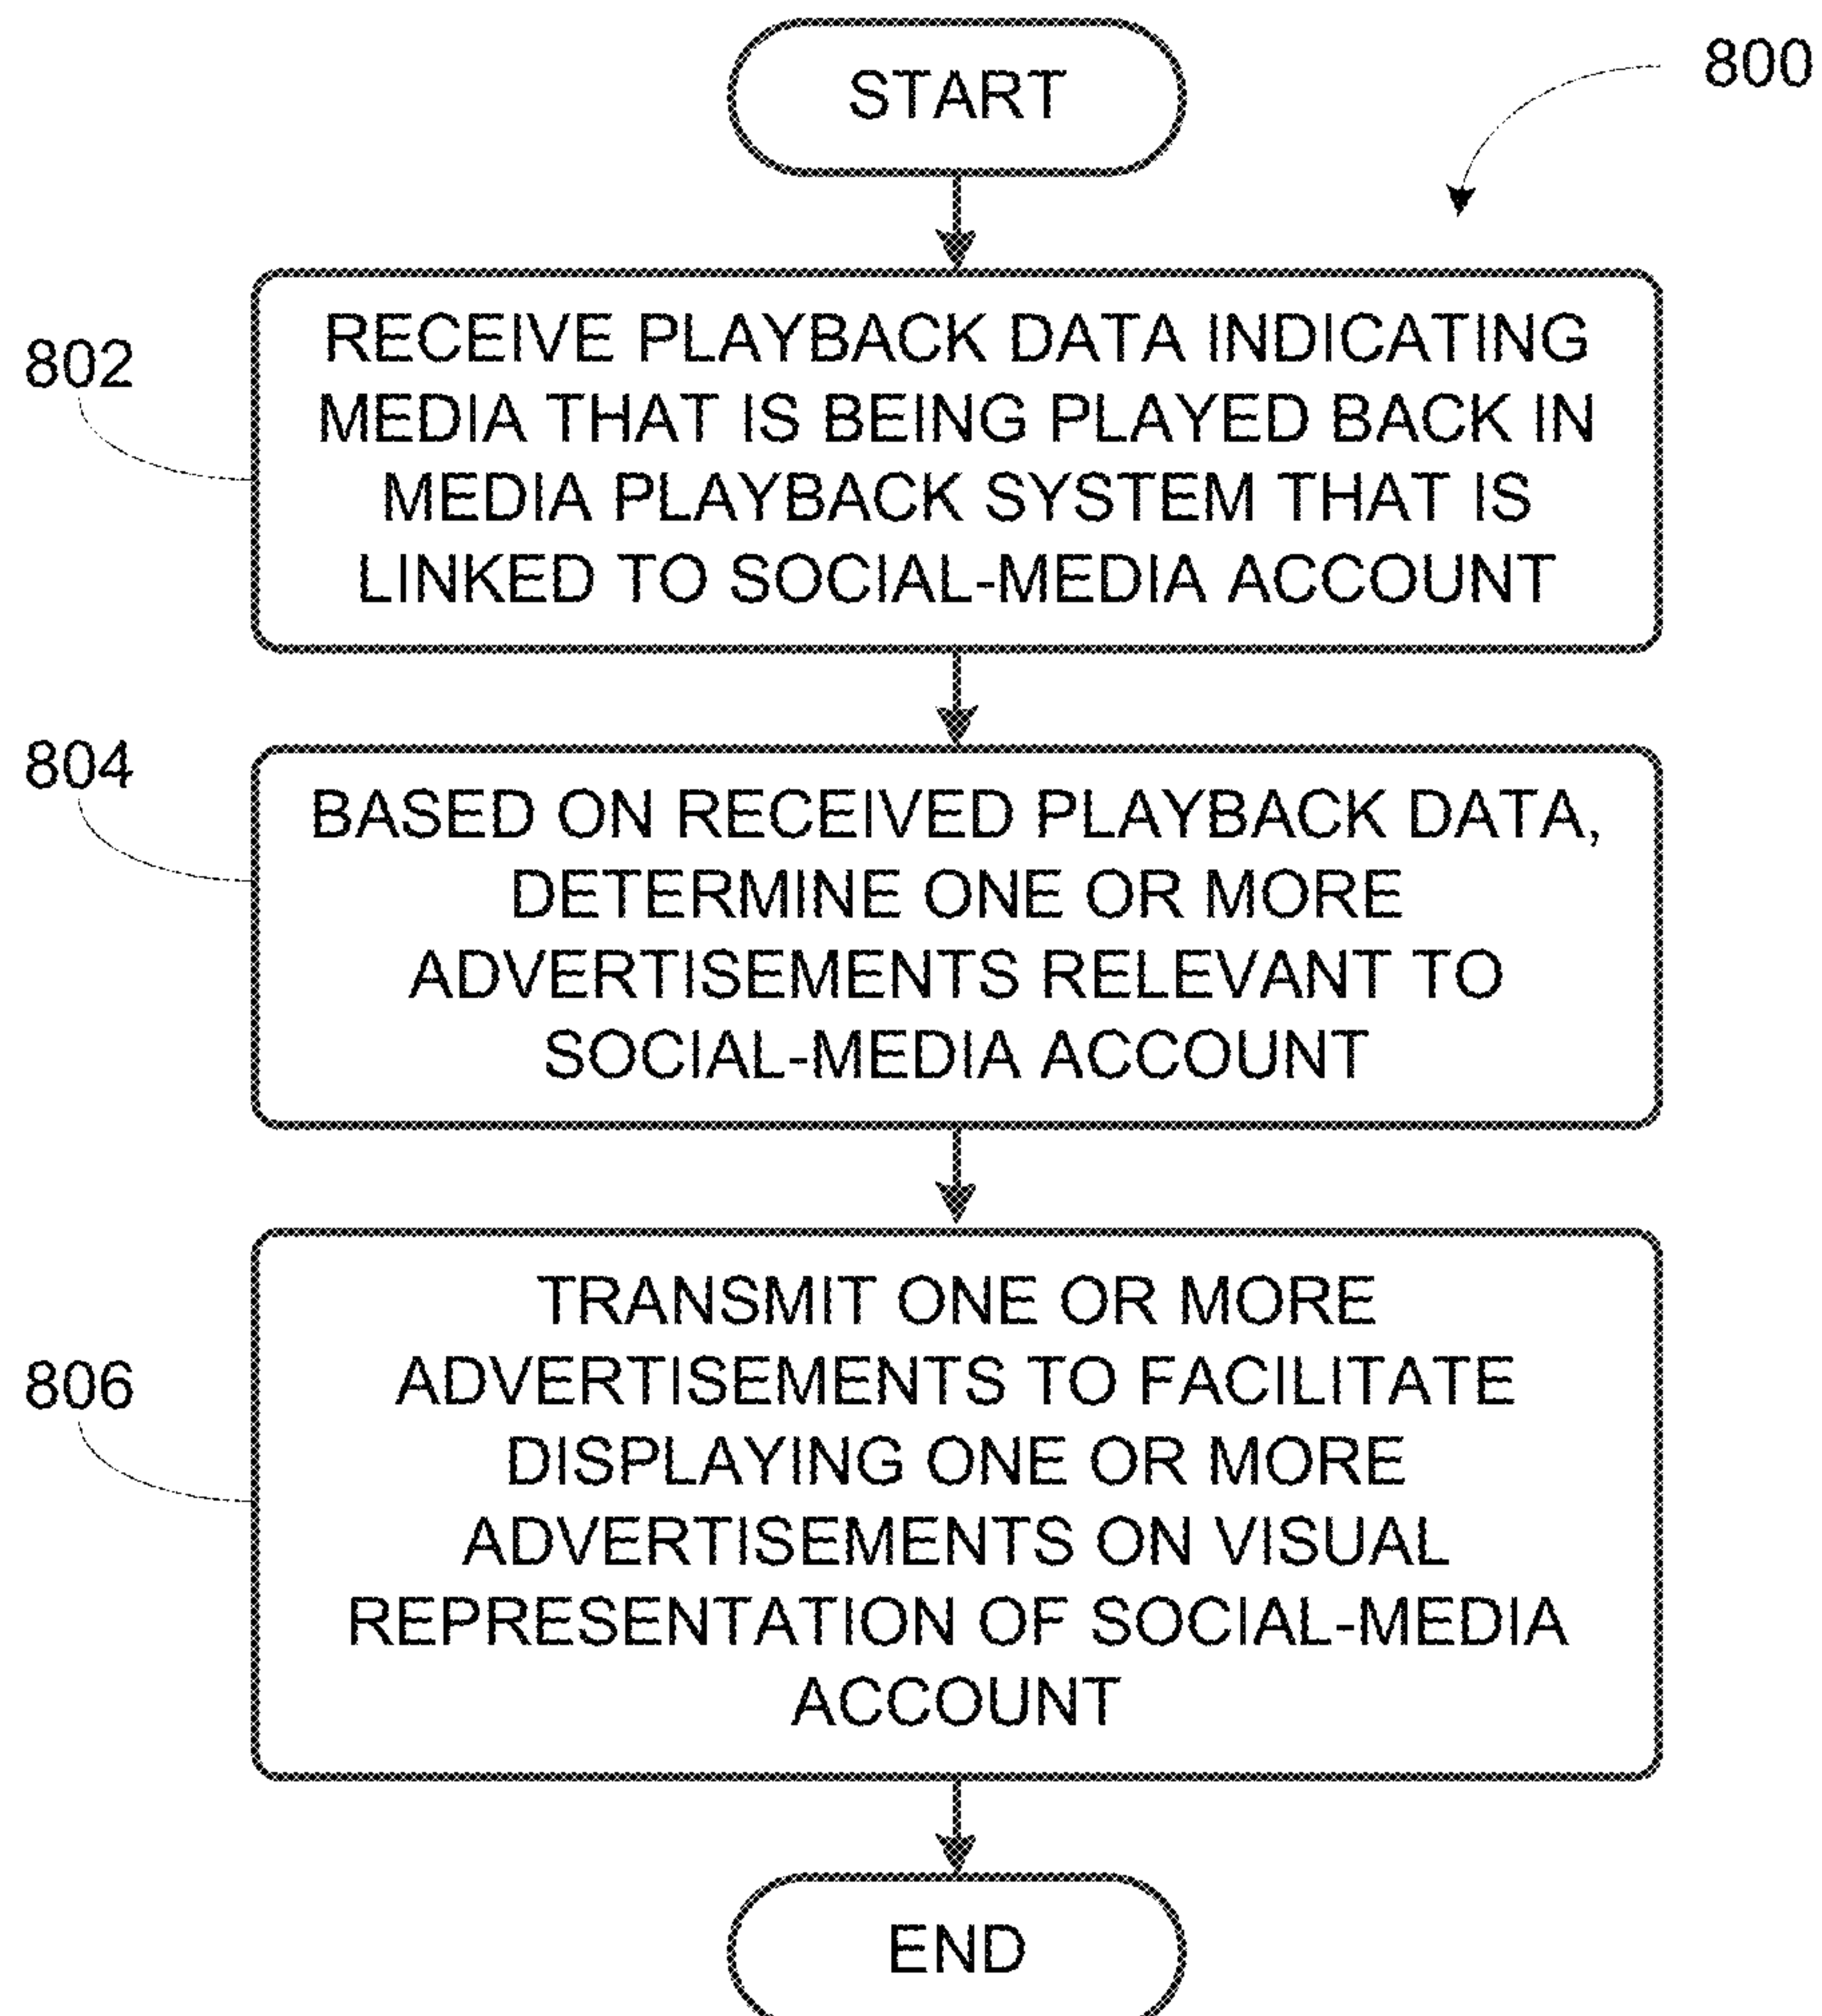 START
800
802
RECEIVE PLAYBACK DATA INDICATING
MEDIA THAT IS BEING PLAYED BACK IN
MEDIA PLAYBACK SYSTEM THAT IS
LINKED TO SOCIAL-MEDIA ACCOUNT
804
BASED ON RECEIVED PLAYBACK DATA,
DETERMINE ONE OR MORE
ADVERTISEMENTS RELEVANT TO
SOCIAL-MEDIA ACCOUNT
806
TRANSMIT ONE OR MORE
ADVERTISEMENTS TO FACILITATE
DISPLAYING ONE OR MORE
ADVERTISEMENTS ON VISUAL
REPRESENTATION OF SOCIAL-MEDIA
ACCOUNT
END